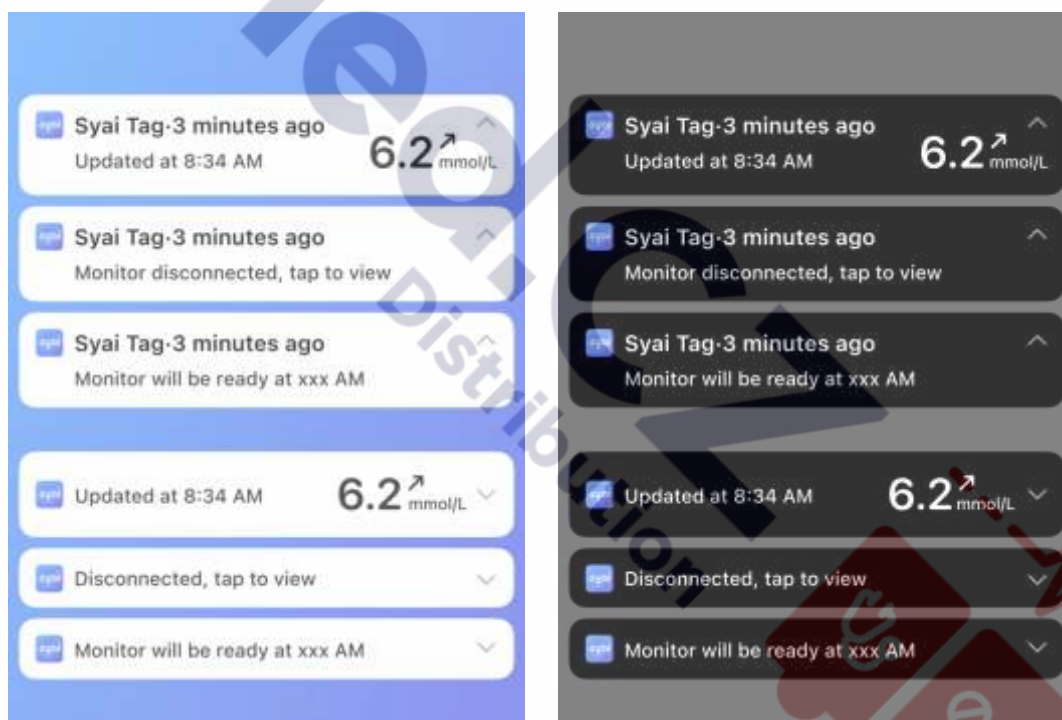 Syai Tag·3 minutes ago
Updated at 8:34 AM
6.2 mmol/L
Syai Tag·3 minutes ago
Monitor disconnected, tap to view
Syai Tag·3 minutes ago
Monitor will be ready at xxx AM
Updated at 8:34 AM
6.2 mmol/L
Disconnected, tap to view
Monitor will be ready at xxx AM
Syai Tag·3 minutes ago
Updated at 8:34 AM
6.2 mmol/L
Syai Tag·3 minutes ago
Monitor disconnected, tap to view
Syai Tag·3 minutes ago
Monitor will be ready at xxx AM
Updated at 8:34 AM
6.2 mmol/L
Disconnected, tap to view
Monitor will be ready at xxx AM
Distribution